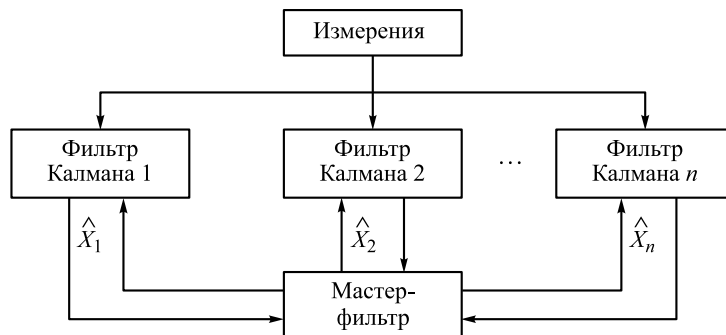 Измерения
Фильтр
Калмана 1
Фильтр
Калмана 2
...
Фильтр
Калмана n
X̂₁
X̂₂
X̂ₙ
Мастер-
фильтр